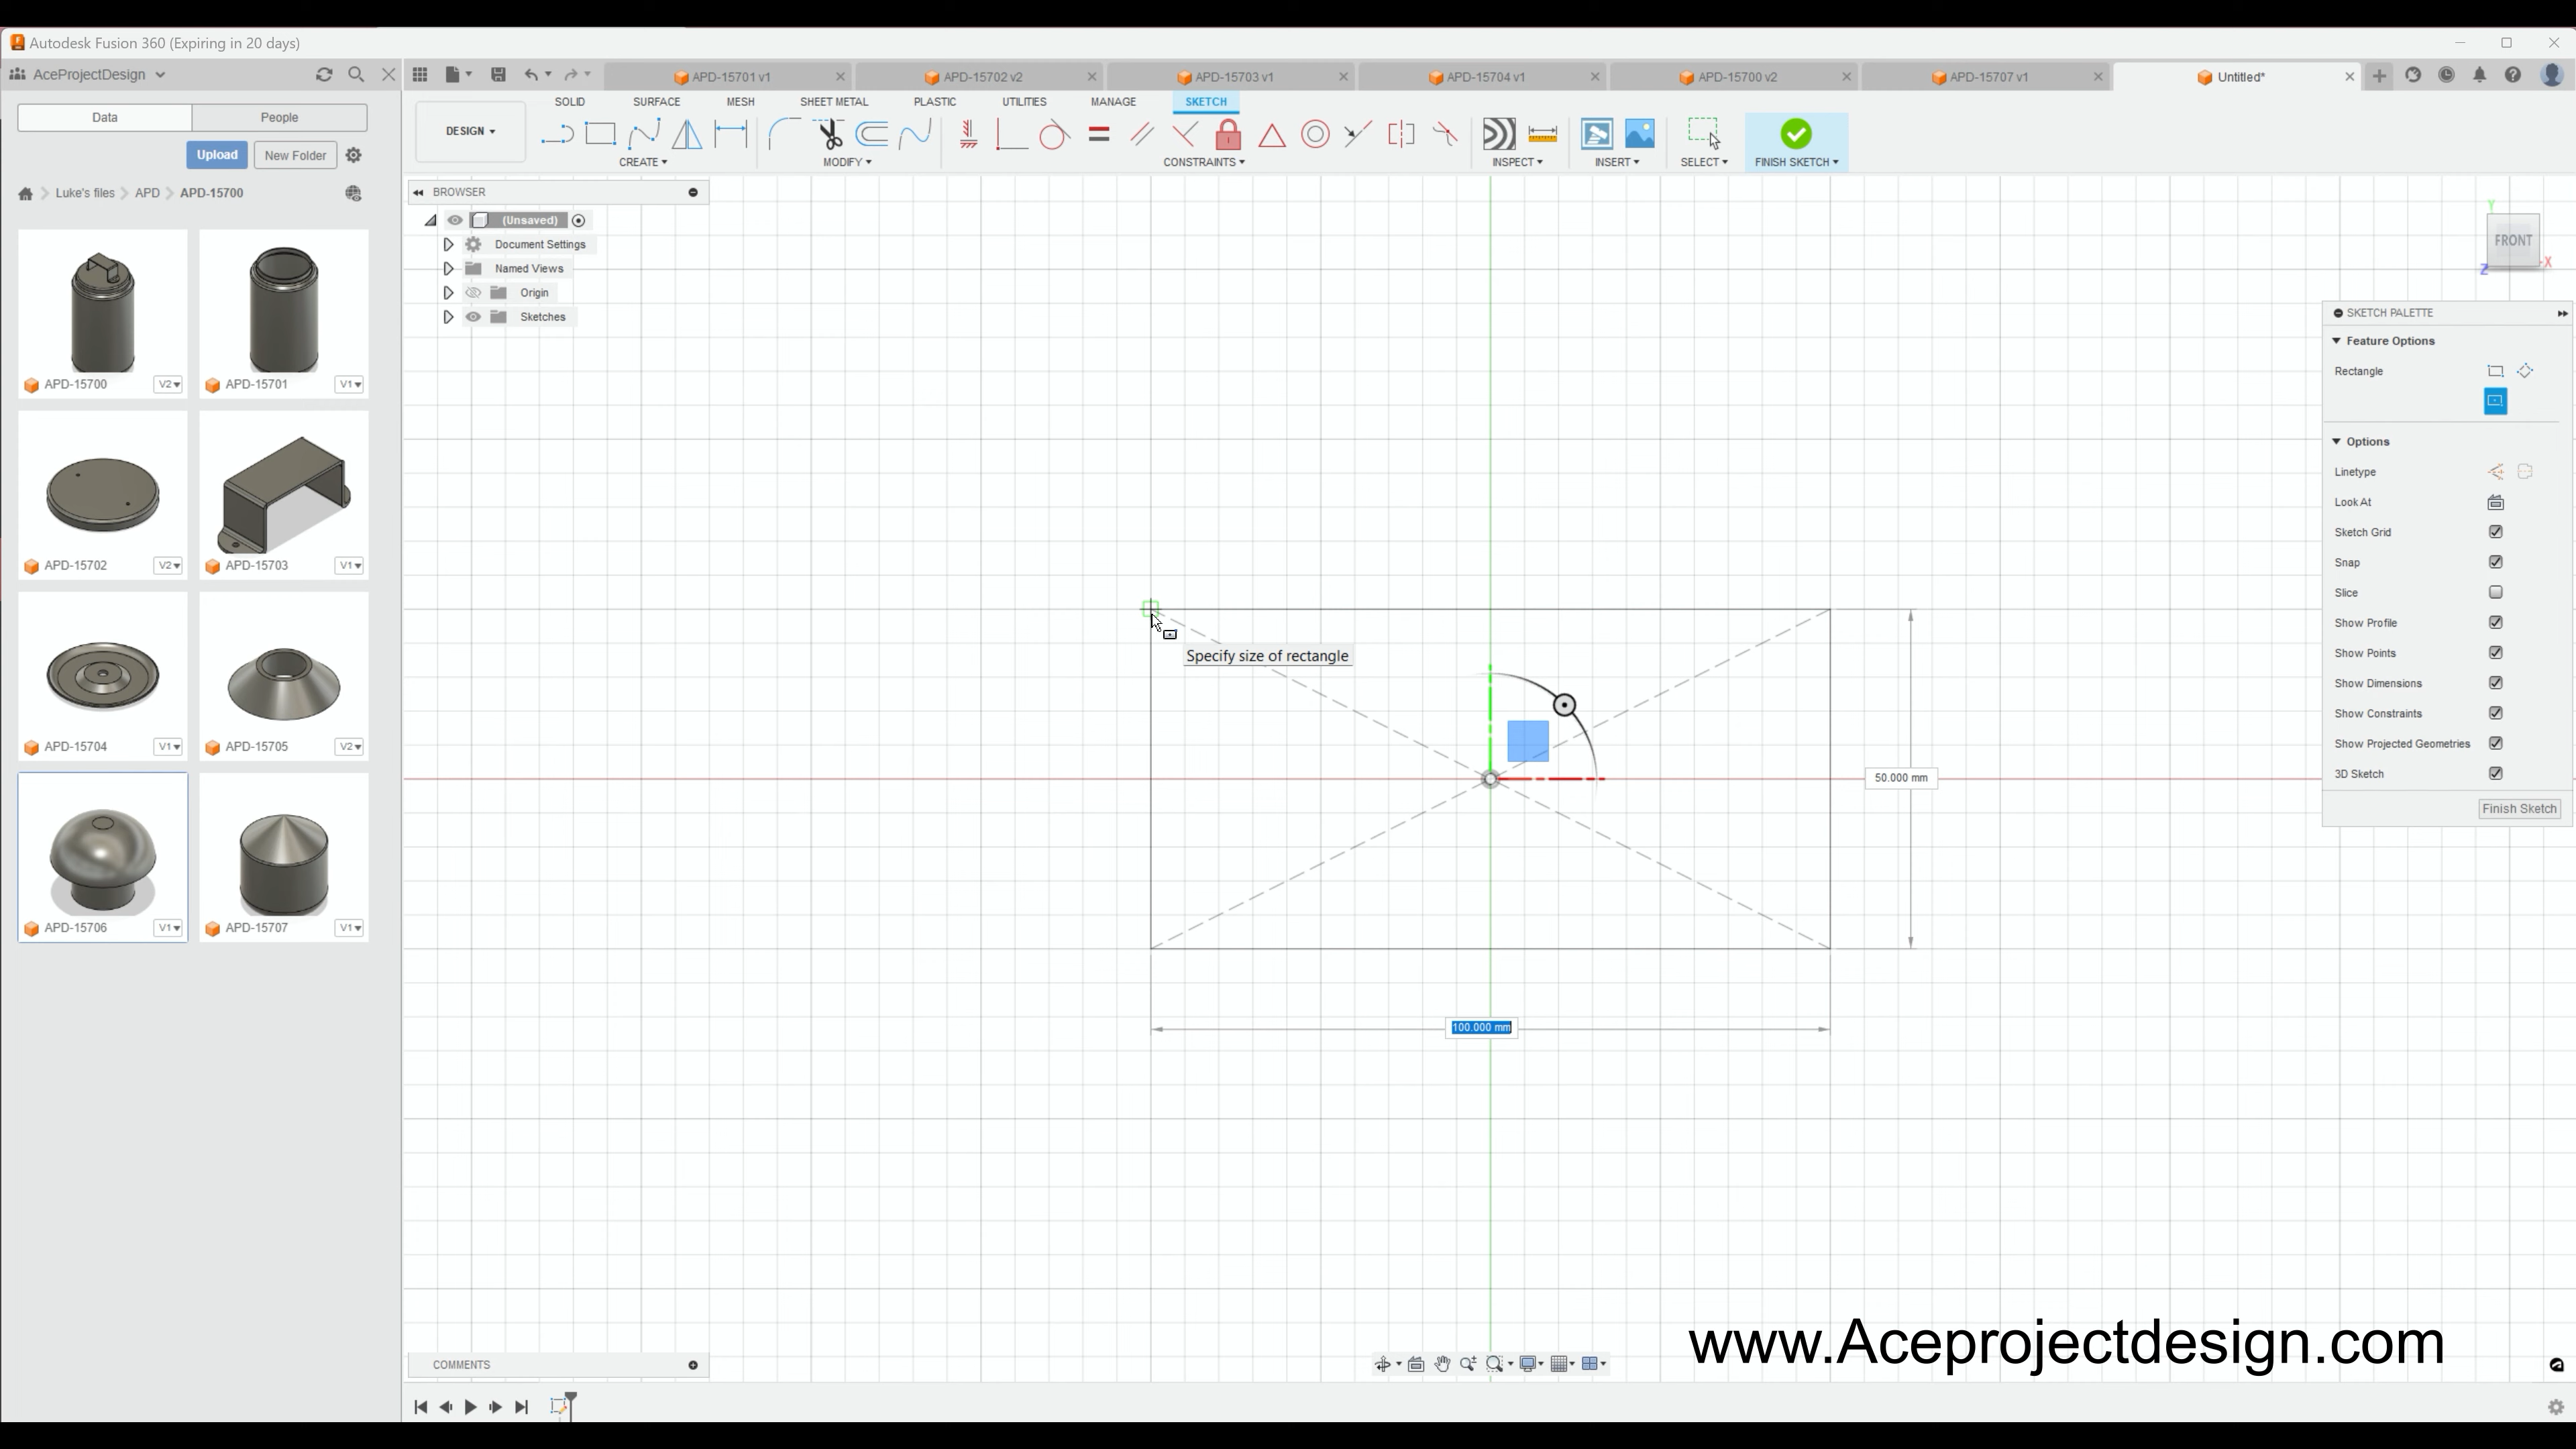 Autodesk Fusion 360 (Expiring in 20 days)
AceProjectDesign
APD-15701 v1
APD-15702 v2
APD-15703 v1
APD-15704 v1
APD-15700 v2
APD-15707 v1
Untitled*
Data
People
SOLID
SURFACE
MESH
SHEET METAL
PLASTIC
UTILITIES
MANAGE
SKETCH
DESIGN
Upload
New Folder
CREATE
MODIFY
CONSTRAINTS
INSPECT
INSERT
SELECT
FINISH SKETCH
Luke's files
APD
APD-15700
BROWSER
(Unsaved)
Document Settings
Named Views
Origin
Sketches
Y
FRONT
Z
-X
SKETCH PALETTE
Feature Options
Rectangle
Options
Linetype
Look At
Sketch Grid
Snap
Slice
Show Profile
Show Points
Show Dimensions
Show Constraints
Show Projected Geometries
3D Sketch
Finish Sketch
APD-15700
V2
APD-15701
V1
APD-15702
V2
APD-15703
V1
APD-15704
V1
APD-15705
V2
APD-15706
V1
APD-15707
V1
Specify size of rectangle
50.000 mm
100.000 mm
www.Aceprojectdesign.com
COMMENTS